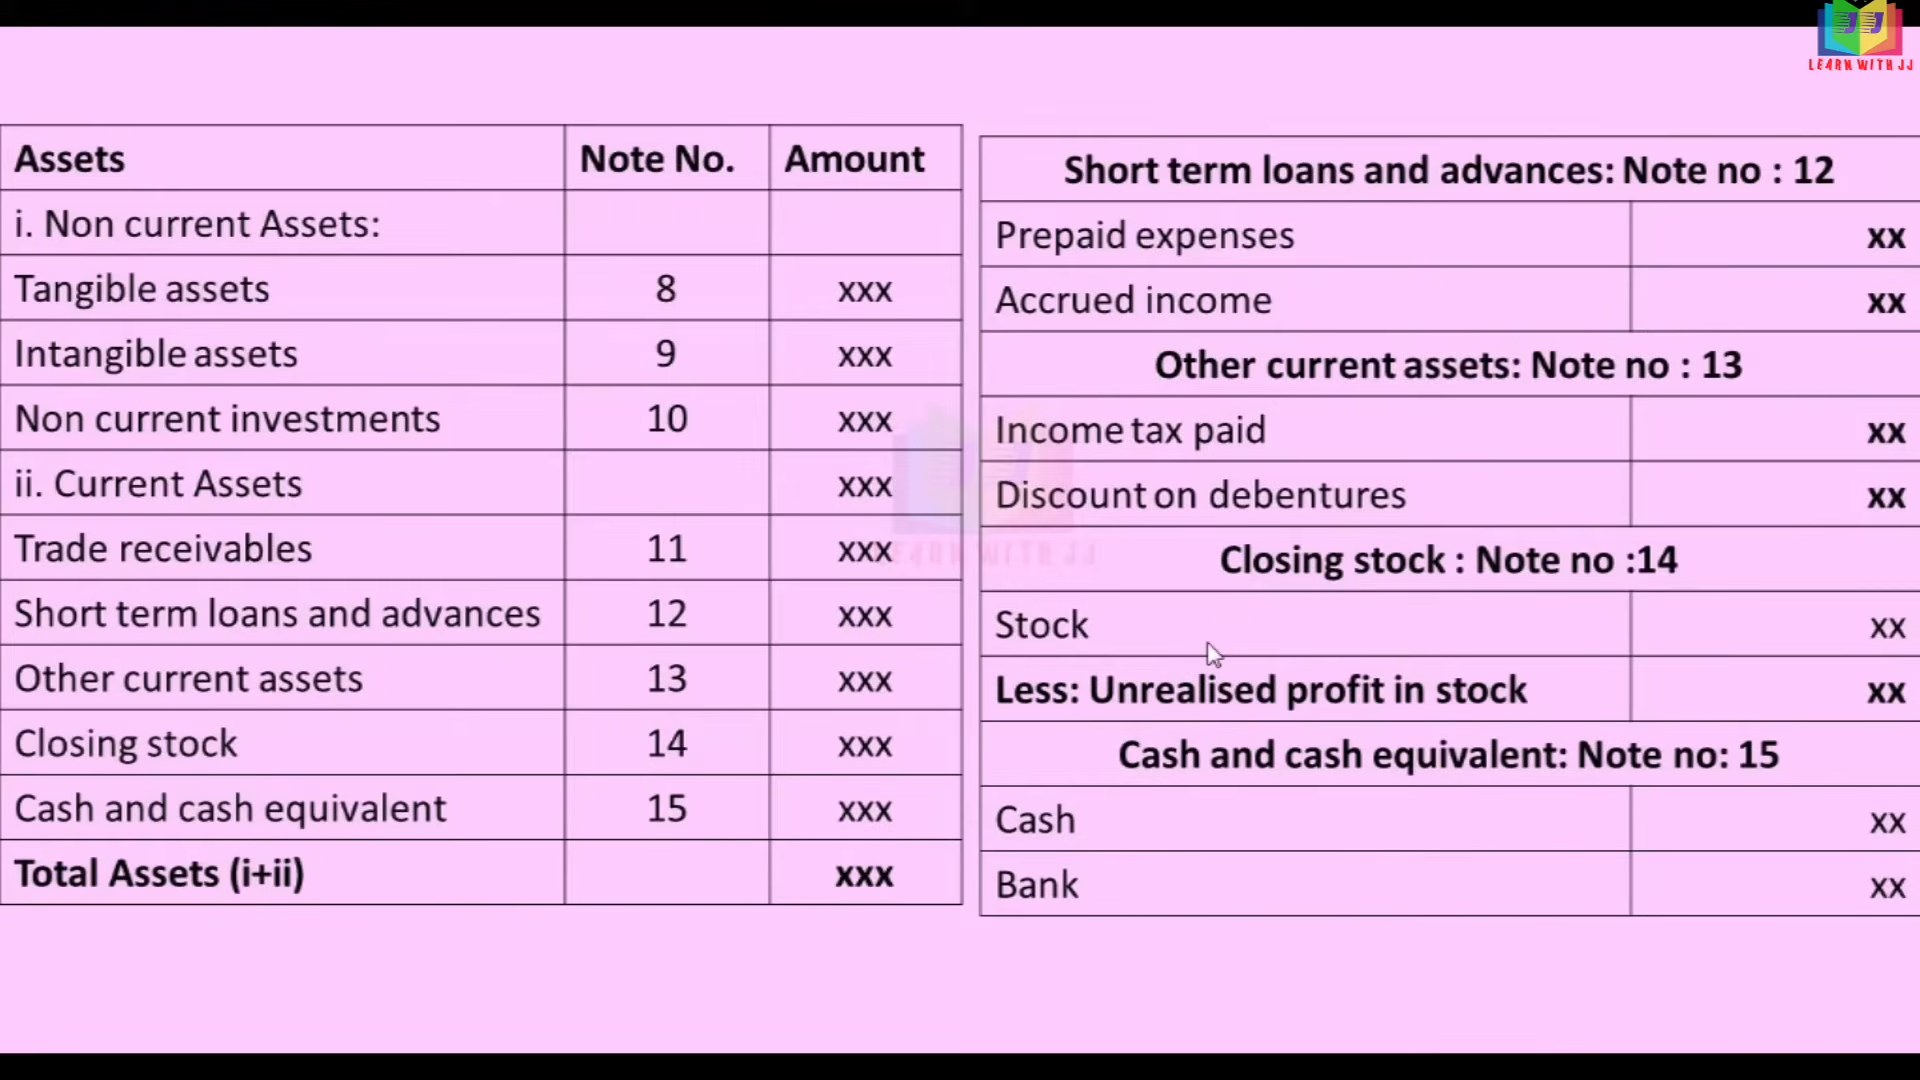 LEARN WITH JJ
Assets Note No. Amount
i. Non current Assets:
Tangible assets 8 xxx
Intangible assets 9 xxx
Non current investments 10 xxx
ii. Current Assets xxx
Trade receivables 11 xxx
Short term loans and advances 12 xxx
Other current assets 13 xxx
Closing stock 14 xxx
Cash and cash equivalent 15 xxx
Total Assets (i+ii) xxx
Short term loans and advances: Note no : 12
Prepaid expenses xx
Accrued income xx
Other current assets: Note no : 13
Income tax paid xx
Discount on debentures xx
Closing stock : Note no :14
Stock xx
Less: Unrealised profit in stock xx
Cash and cash equivalent: Note no: 15
Cash xx
Bank xx
LEARN WITH JJ